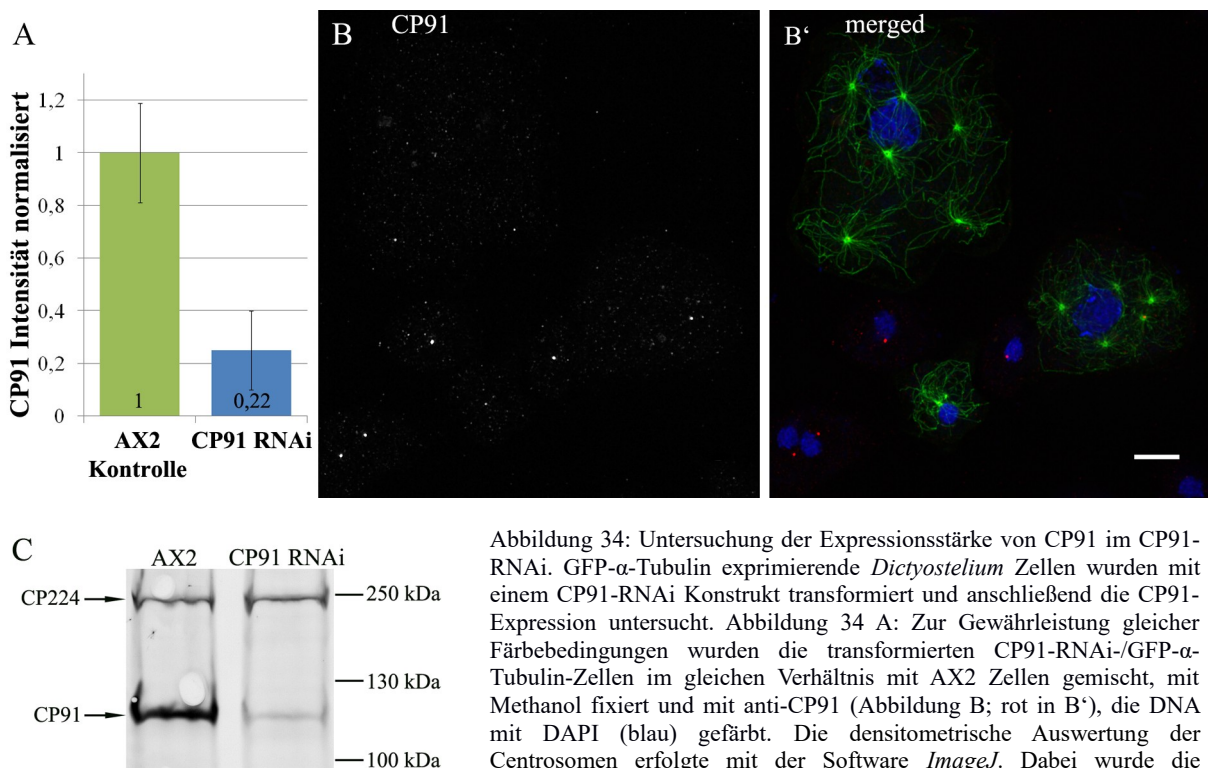 A
CP91 Intensität normalisiert
1,2
1
0,8
0,6
0,4
0,2
0
1
0,22
AX2
Kontrolle
CP91 RNAi
B
CP91
B‘
merged
C
AX2
CP91 RNAi
CP224
250 kDa
130 kDa
CP91
100 kDa
Abbildung 34: Untersuchung der Expressionsstärke von CP91 im CP91-
RNAi. GFP-α-Tubulin exprimierende Dictyostelium Zellen wurden mit
einem CP91-RNAi Konstrukt transformiert und anschließend die CP91-
Expression untersucht. Abbildung 34 A: Zur Gewährleistung gleicher
Färbebedingungen wurden die transformierten CP91-RNAi-/GFP-α-
Tubulin-Zellen im gleichen Verhältnis mit AX2 Zellen gemischt, mit
Methanol fixiert und mit anti-CP91 (Abbildung B; rot in B‘), die DNA
mit DAPI (blau) gefärbt. Die densitometrische Auswertung der
Centrosomen erfolgte mit der Software ImageJ. Dabei wurde die